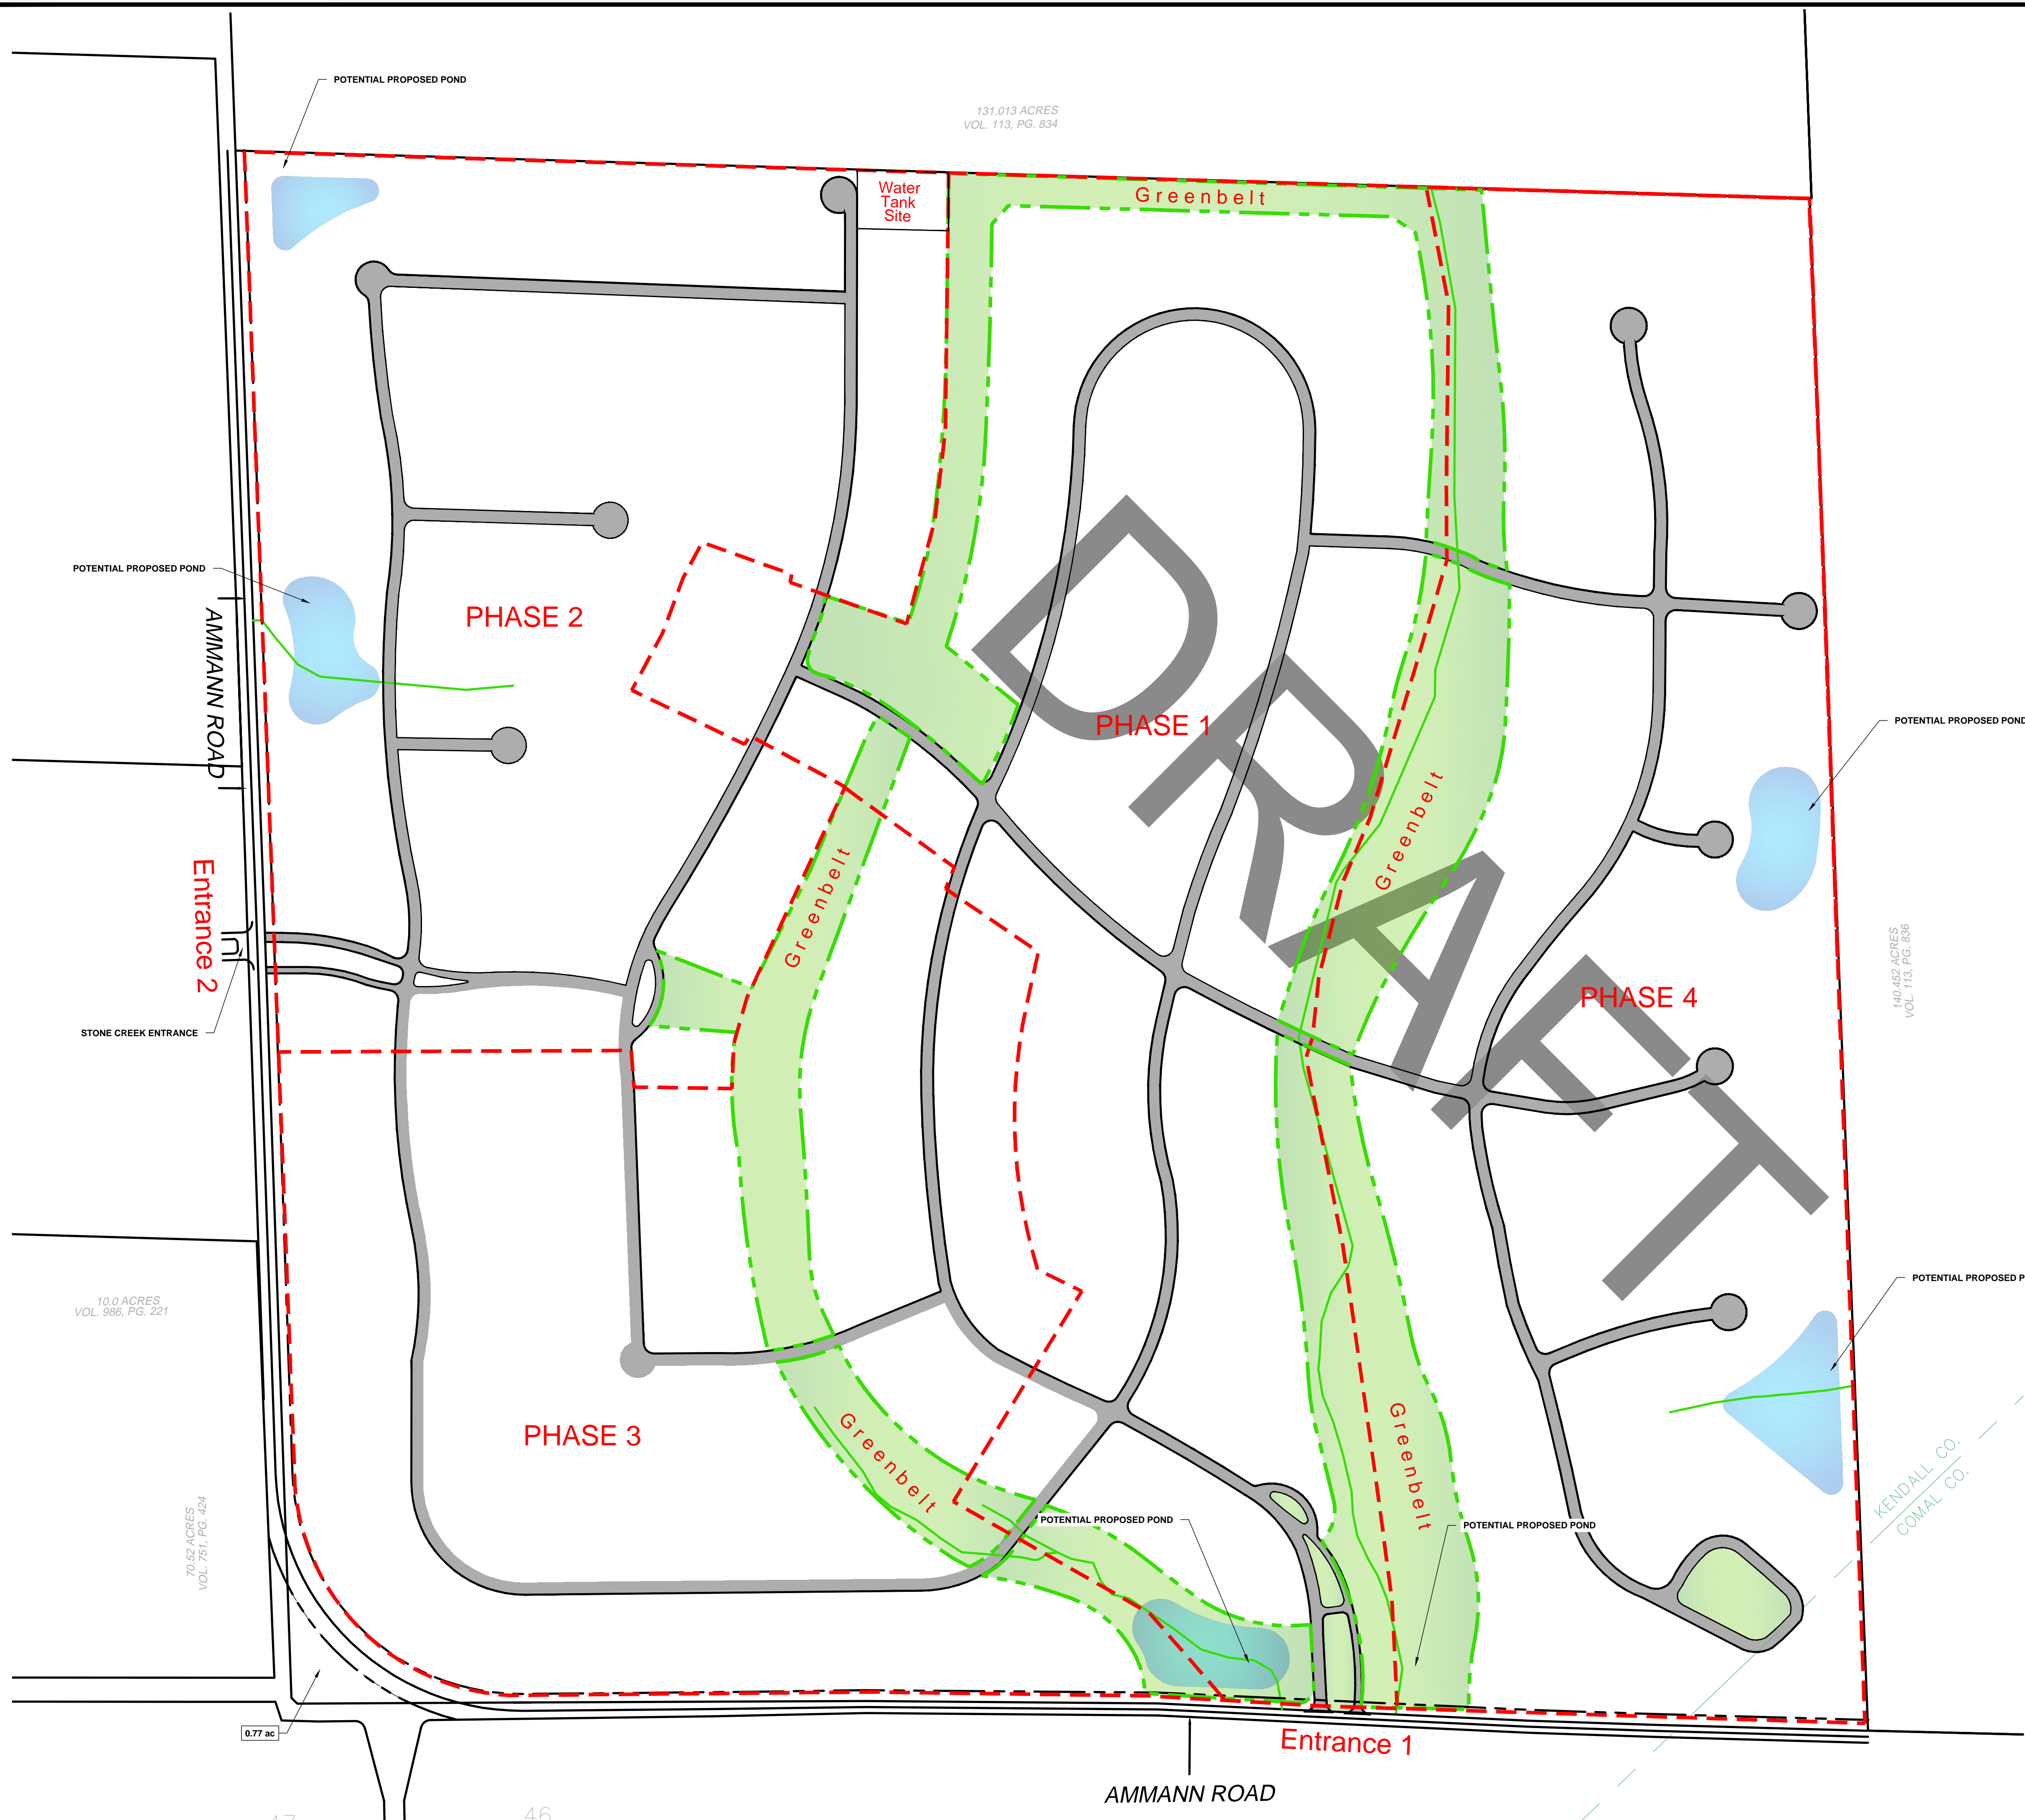 POTENTIAL PROPOSED POND
131.013 ACRES
VOL. 113, PG. 834
Water
Tank
Site
Greenbelt
POTENTIAL PROPOSED POND
AMMANN ROAD
PHASE 2
PHASE 1
DRAFT
POTENTIAL PROPOSED POND
Greenbelt
Greenbelt
Entrance 2
STONE CREEK ENTRANCE
PHASE 4
140.452 ACRES
VOL. 113, PG. 836
10.0 ACRES
VOL. 986, PG. 221
POTENTIAL PROPOSED P
PHASE 3
Greenbelt
Greenbelt
KENDALL CO.
COMAL CO.
70.52 ACRES
VOL. 751, PG. 424
POTENTIAL PROPOSED POND
POTENTIAL PROPOSED POND
0.77 ac
Entrance 1
AMMANN ROAD
47
46